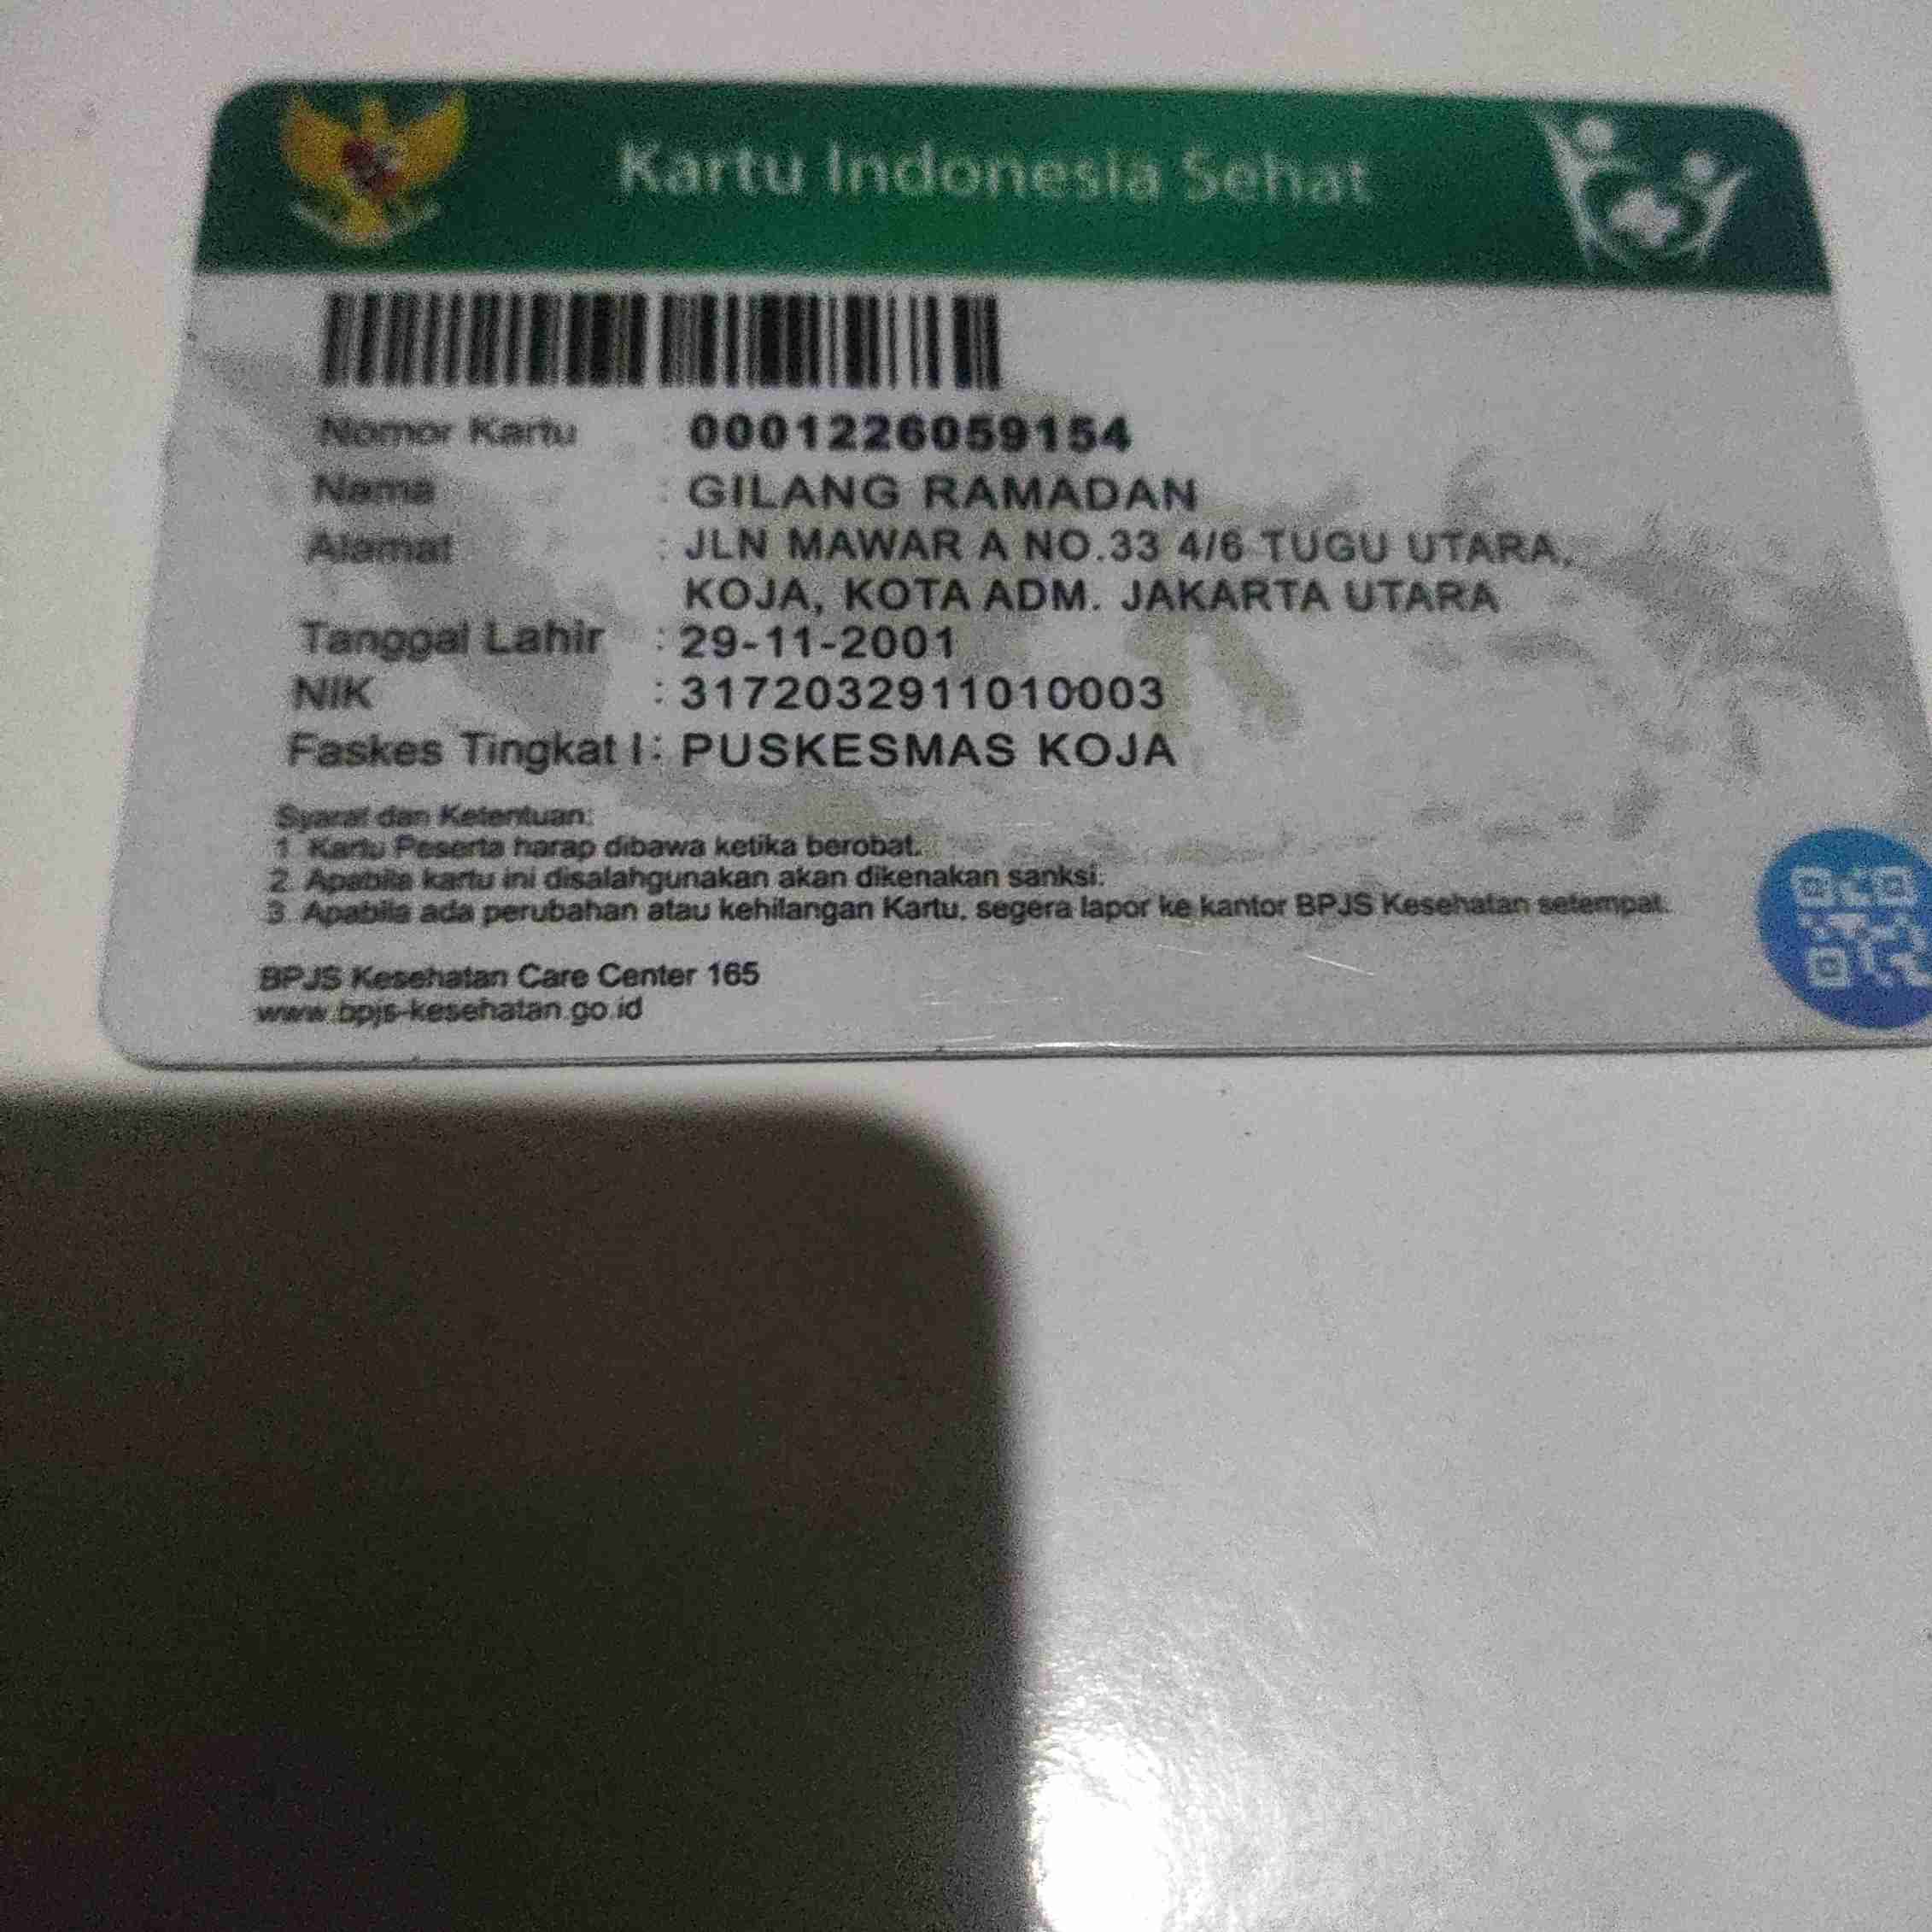 Kartu Indonesia Sehat
Nomor Kartu : 0001226059154
Nama : GILANG RAMADAN
Alamat : JLN MAWAR A NO.33 4/6 TUGU UTARA,
KOJA, KOTA ADM. JAKARTA UTARA
Tanggal Lahir : 29-11-2001
NIK : 3172032911010003
Faskes Tingkat I : PUSKESMAS KOJA
Syarat dan Ketentuan:
1. Kartu Peserta harap dibawa ketika berobat.
2. Apabila kartu ini disalahgunakan akan dikenakan sanksi.
3. Apabila ada perubahan atau kehilangan Kartu, segera lapor ke kantor BPJS Kesehatan setempat.
BPJS Kesehatan Care Center 165
www.bpjs-kesehatan.go.id